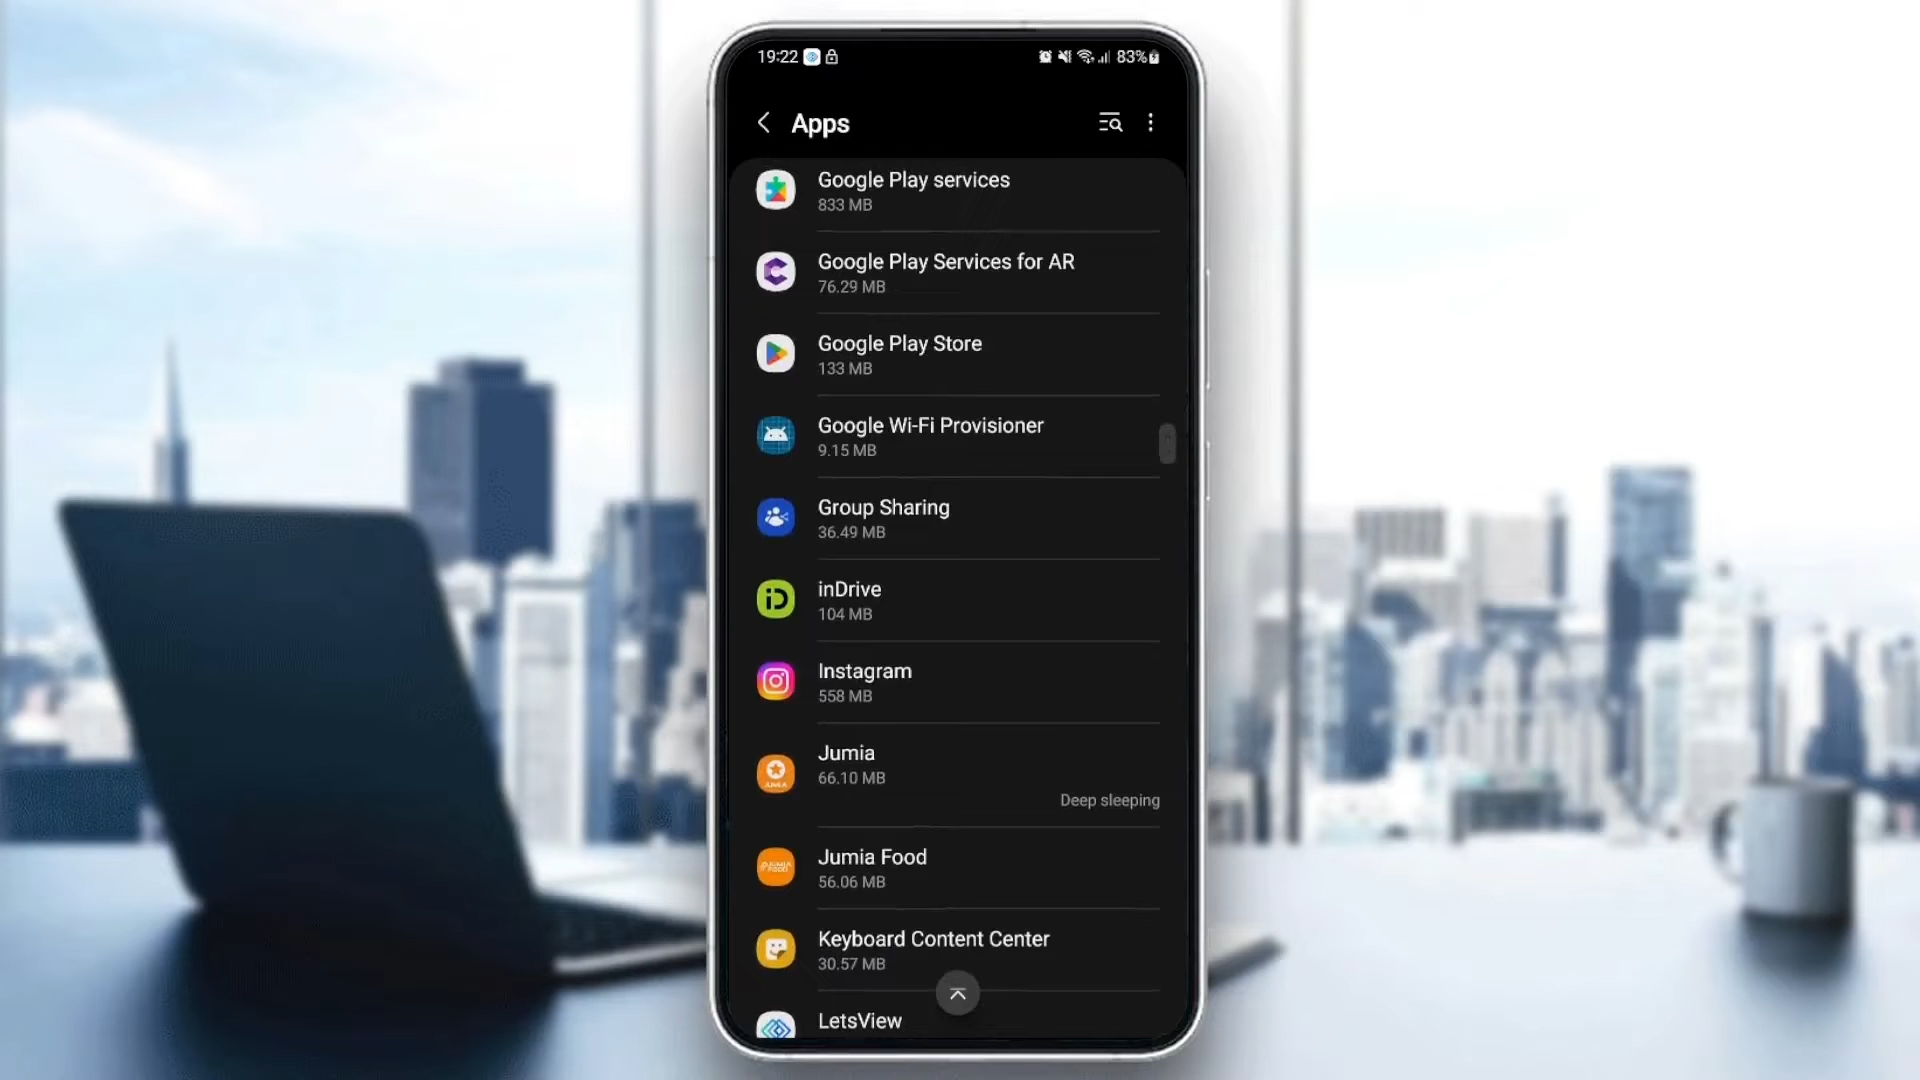 19:22 83%
Apps
Google Play services
833 MB
Google Play Services for AR
76.29 MB
Google Play Store
133 MB
Google Wi-Fi Provisioner
9.15 MB
Group Sharing
36.49 MB
inDrive
104 MB
Instagram
558 MB
Jumia
66.10 MB
Deep sleeping
Jumia Food
56.06 MB
Keyboard Content Center
30.57 MB
LetsView